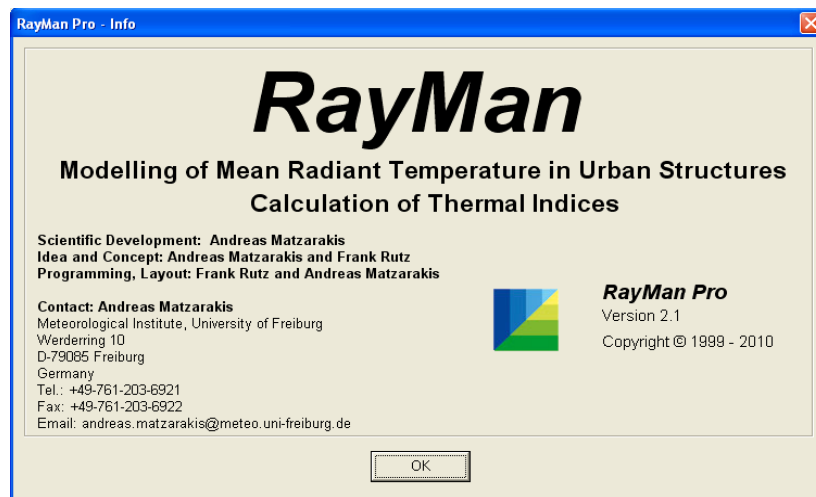 RayMan Pro - Info
RayMan
Modelling of Mean Radiant Temperature in Urban Structures
Calculation of Thermal Indices
Scientific Development: Andreas Matzarakis
Idea and Concept: Andreas Matzarakis and Frank Rutz
Programming, Layout: Frank Rutz and Andreas Matzarakis
Contact: Andreas Matzarakis
Meteorological Institute, University of Freiburg
Werderring 10
D-79085 Freiburg
Germany
Tel.: +49-761-203-6921
Fax: +49-761-203-6922
Email: andreas.matzarakis@meteo.uni-freiburg.de
RayMan Pro
Version 2.1
Copyright © 1999 - 2010
OK